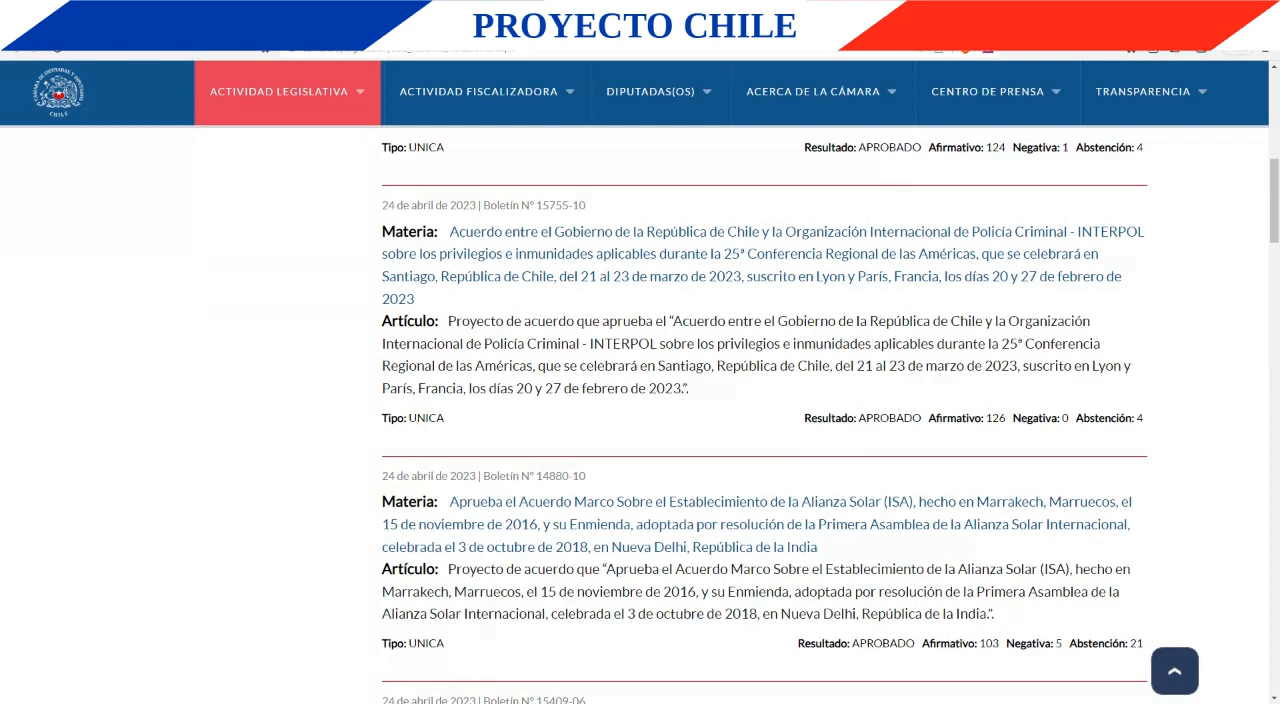 PROYECTO CHILE
CÁMARA DE DIPUTADAS Y DIPUTADOS
CHILE
ACTIVIDAD LEGISLATIVA
ACTIVIDAD FISCALIZADORA
DIPUTADAS(OS)
ACERCA DE LA CÁMARA
CENTRO DE PRENSA
TRANSPARENCIA
Tipo: UNICA
Resultado: APROBADO Afirmativo: 124 Negativa: 1 Abstención: 4
24 de abril de 2023 | Boletín N° 15755-10
Materia: Acuerdo entre el Gobierno de la República de Chile y la Organización Internacional de Policía Criminal - INTERPOL
sobre los privilegios e inmunidades aplicables durante la 25ª Conferencia Regional de las Américas, que se celebrará en
Santiago, República de Chile, del 21 al 23 de marzo de 2023, suscrito en Lyon y París, Francia, los días 20 y 27 de febrero de
2023
Artículo: Proyecto de acuerdo que aprueba el “Acuerdo entre el Gobierno de la República de Chile y la Organización
Internacional de Policía Criminal - INTERPOL sobre los privilegios e inmunidades aplicables durante la 25ª Conferencia
Regional de las Américas, que se celebrará en Santiago, República de Chile, del 21 al 23 de marzo de 2023, suscrito en Lyon y
París, Francia, los días 20 y 27 de febrero de 2023.”.
Tipo: UNICA
Resultado: APROBADO Afirmativo: 126 Negativa: 0 Abstención: 4
24 de abril de 2023 | Boletín N° 14880-10
Materia: Aprueba el Acuerdo Marco Sobre el Establecimiento de la Alianza Solar (ISA), hecho en Marrakech, Marruecos, el
15 de noviembre de 2016, y su Enmienda, adoptada por resolución de la Primera Asamblea de la Alianza Solar Internacional,
celebrada el 3 de octubre de 2018, en Nueva Delhi, República de la India
Artículo: Proyecto de acuerdo que “Aprueba el Acuerdo Marco Sobre el Establecimiento de la Alianza Solar (ISA), hecho en
Marrakech, Marruecos, el 15 de noviembre de 2016, y su Enmienda, adoptada por resolución de la Primera Asamblea de la
Alianza Solar Internacional, celebrada el 3 de octubre de 2018, en Nueva Delhi, República de la India.”.
Tipo: UNICA
Resultado: APROBADO Afirmativo: 103 Negativa: 5 Abstención: 21
24 de abril de 2023 | Boletín N° 15409-06